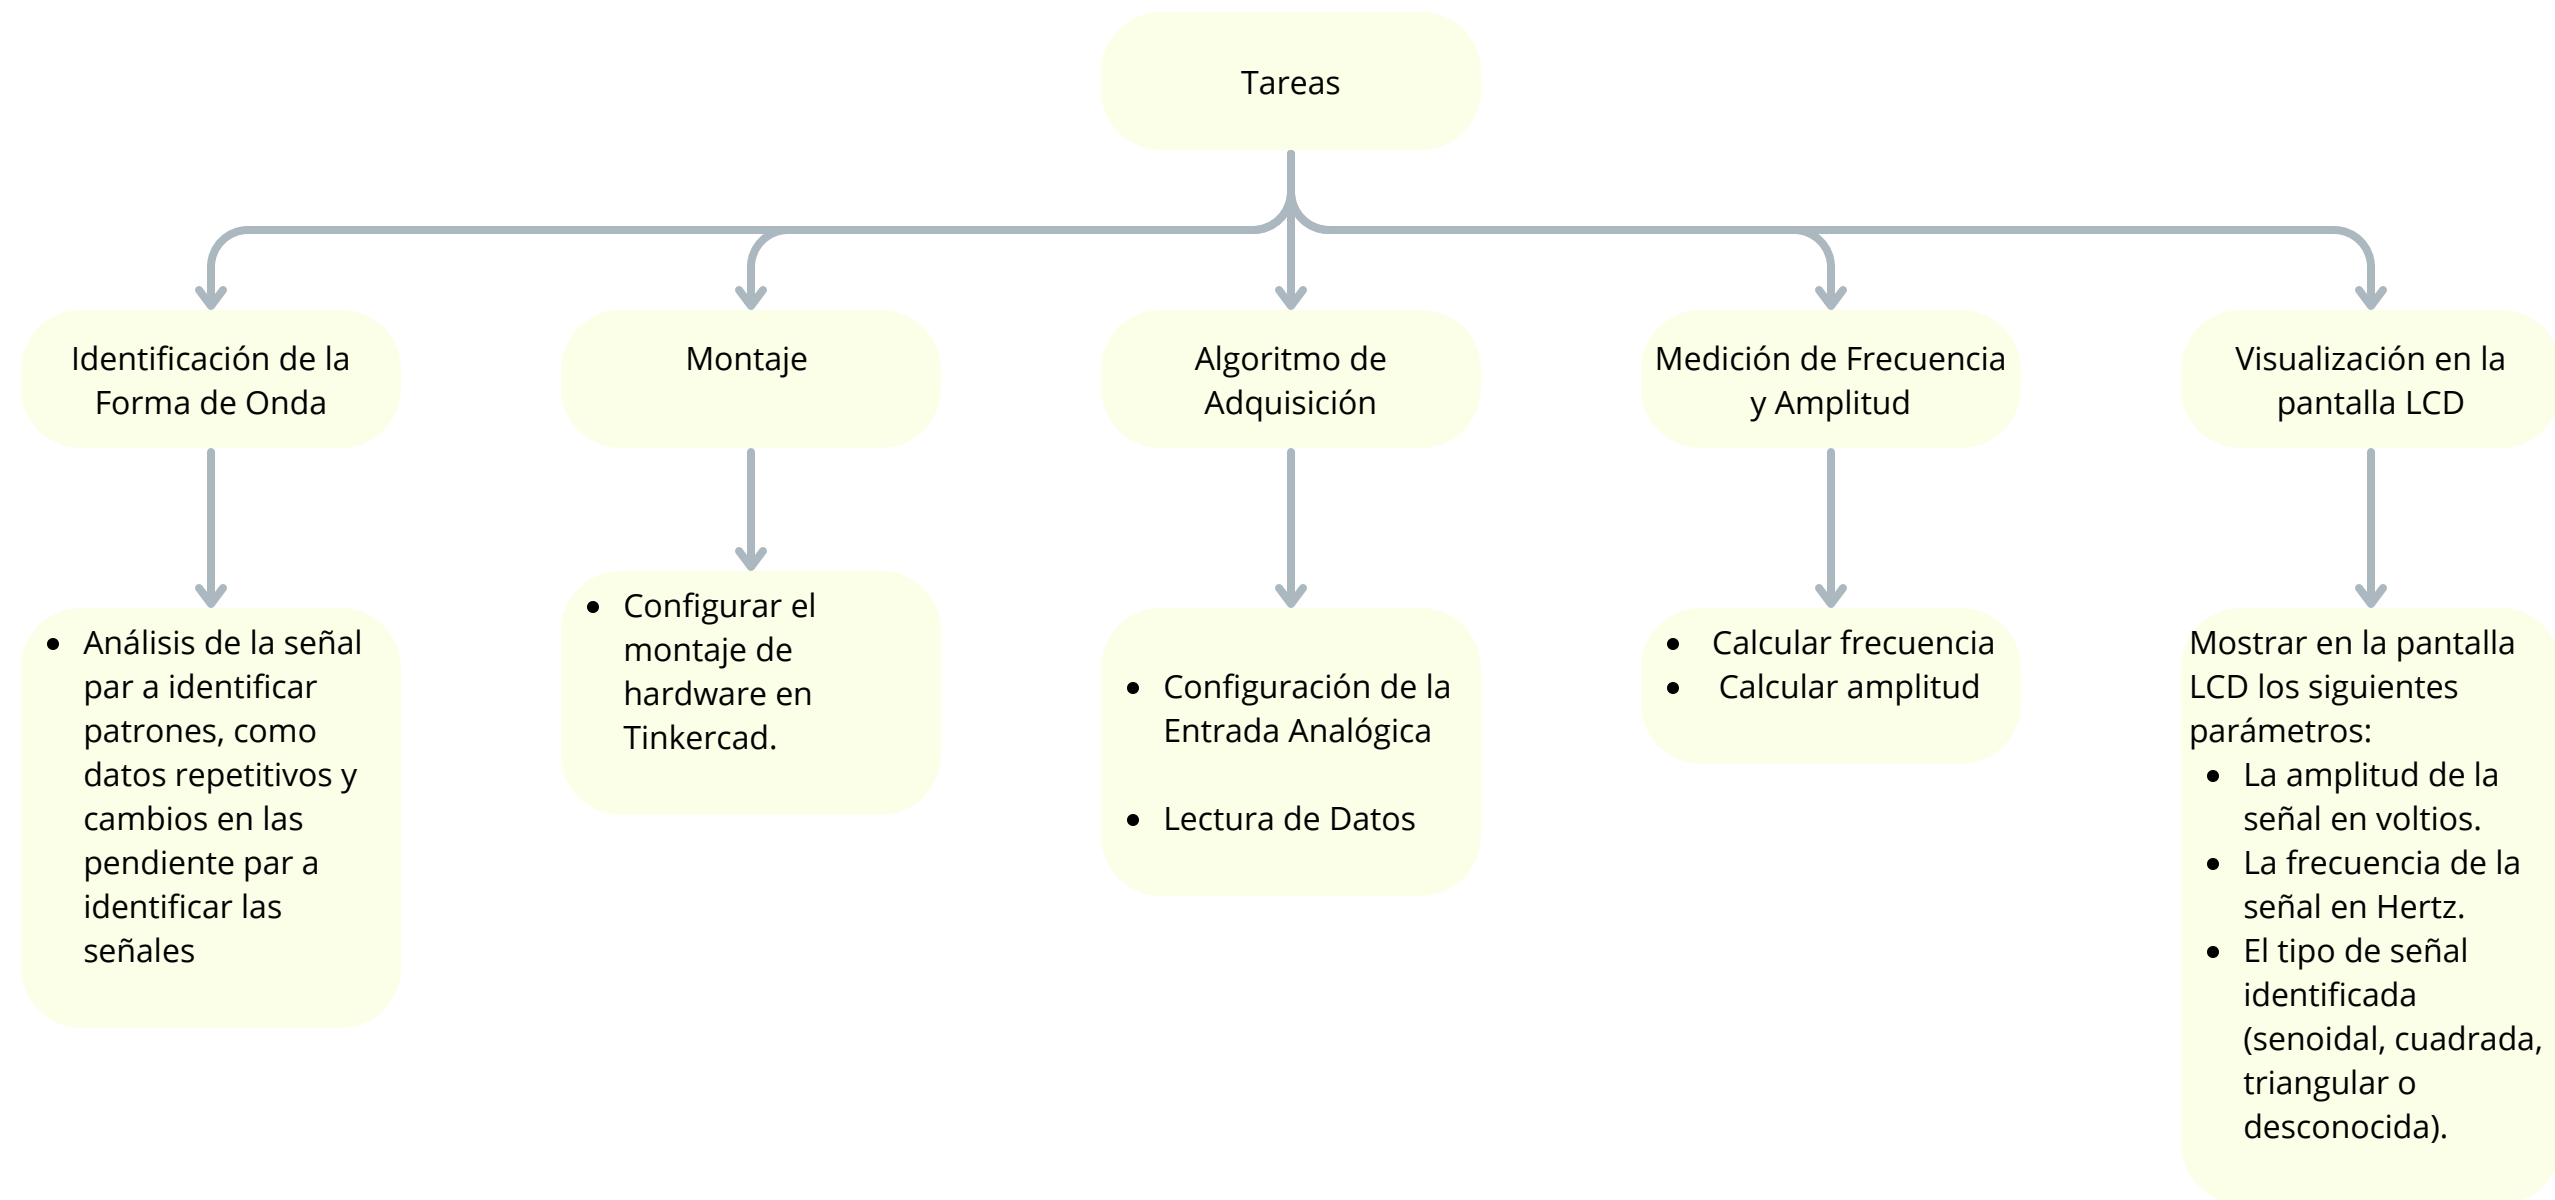 Tareas
Identificación de la
Forma de Onda
Montaje
Algoritmo de
Adquisición
Medición de Frecuencia
y Amplitud
Visualización en la
pantalla LCD
• Análisis de la señal
par a identificar
patrones, como
datos repetitivos y
cambios en las
pendiente par a
identificar las
señales
• Configurar el
montaje de
hardware en
Tinkercad.
• Configuración de la
Entrada Analógica
• Lectura de Datos
• Calcular frecuencia
• Calcular amplitud
Mostrar en la pantalla
LCD los siguientes
parámetros:
• La amplitud de la
señal en voltios.
• La frecuencia de la
señal en Hertz.
• El tipo de señal
identificada
(senoidal, cuadrada,
triangular o
desconocida).